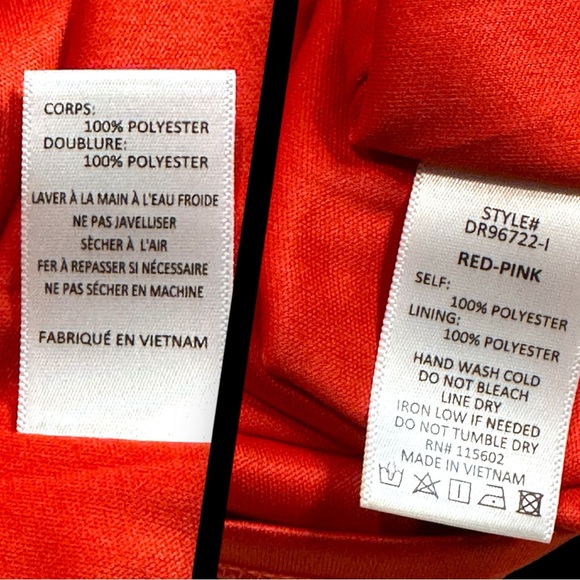 CORPS:
100% POLYESTER
DOUBLURE:
100% POLYESTER
LAVER À LA MAIN À L'EAU FROIDE
NE PAS JAVELLISER
SÈCHER À L'AIR
FER À REPASSER SI NÉCESSAIRE
NE PAS SÉCHER EN MACHINE
FABRIQUÉ EN VIETNAM
STYLE#
DR96722-I
RED-PINK
SELF:
100% POLYESTER
LINING:
100% POLYESTER
HAND WASH COLD
DO NOT BLEACH
LINE DRY
IRON LOW IF NEEDED
DO NOT TUMBLE DRY
RN# 115602
MADE IN VIETNAM